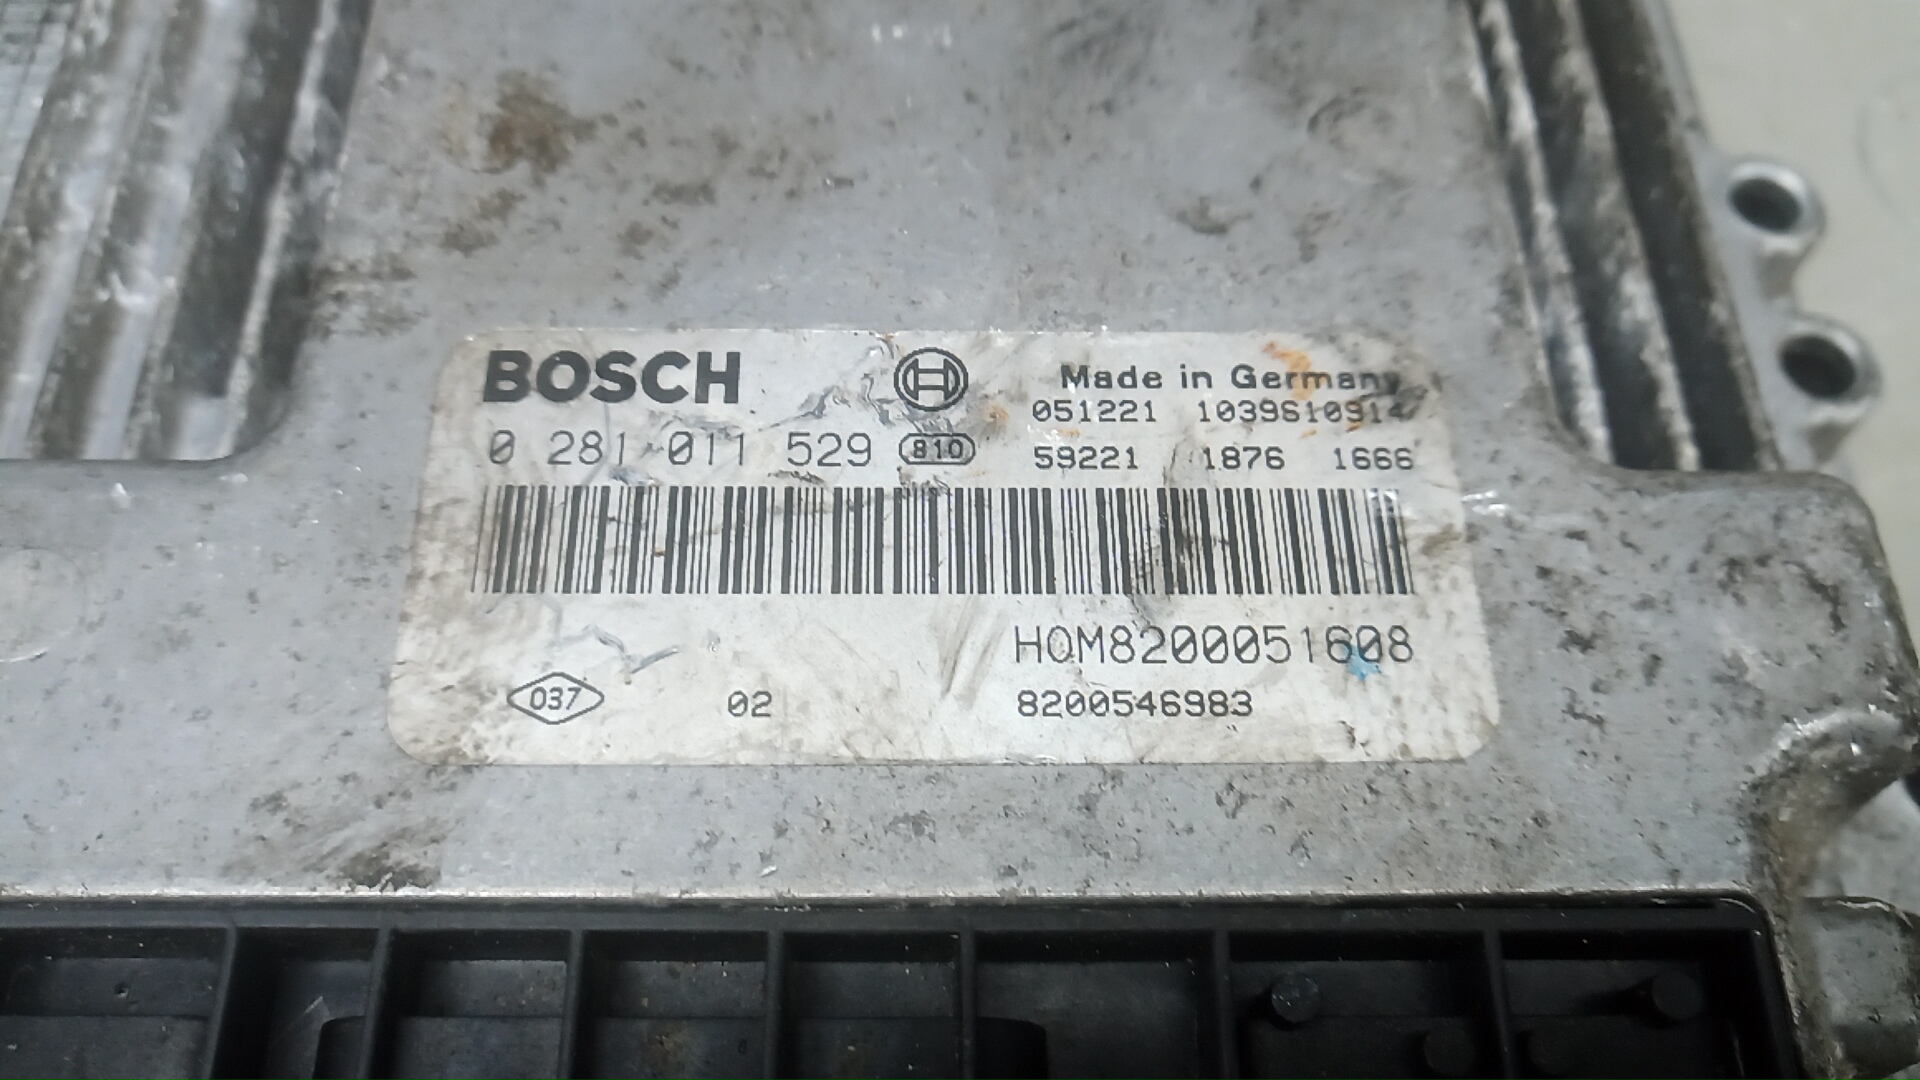 BOSCH
Made in Germany
051221 1039S10914
0 281 011 529 810
59221 1876 1666
HOM8200051608
037 02 8200546983